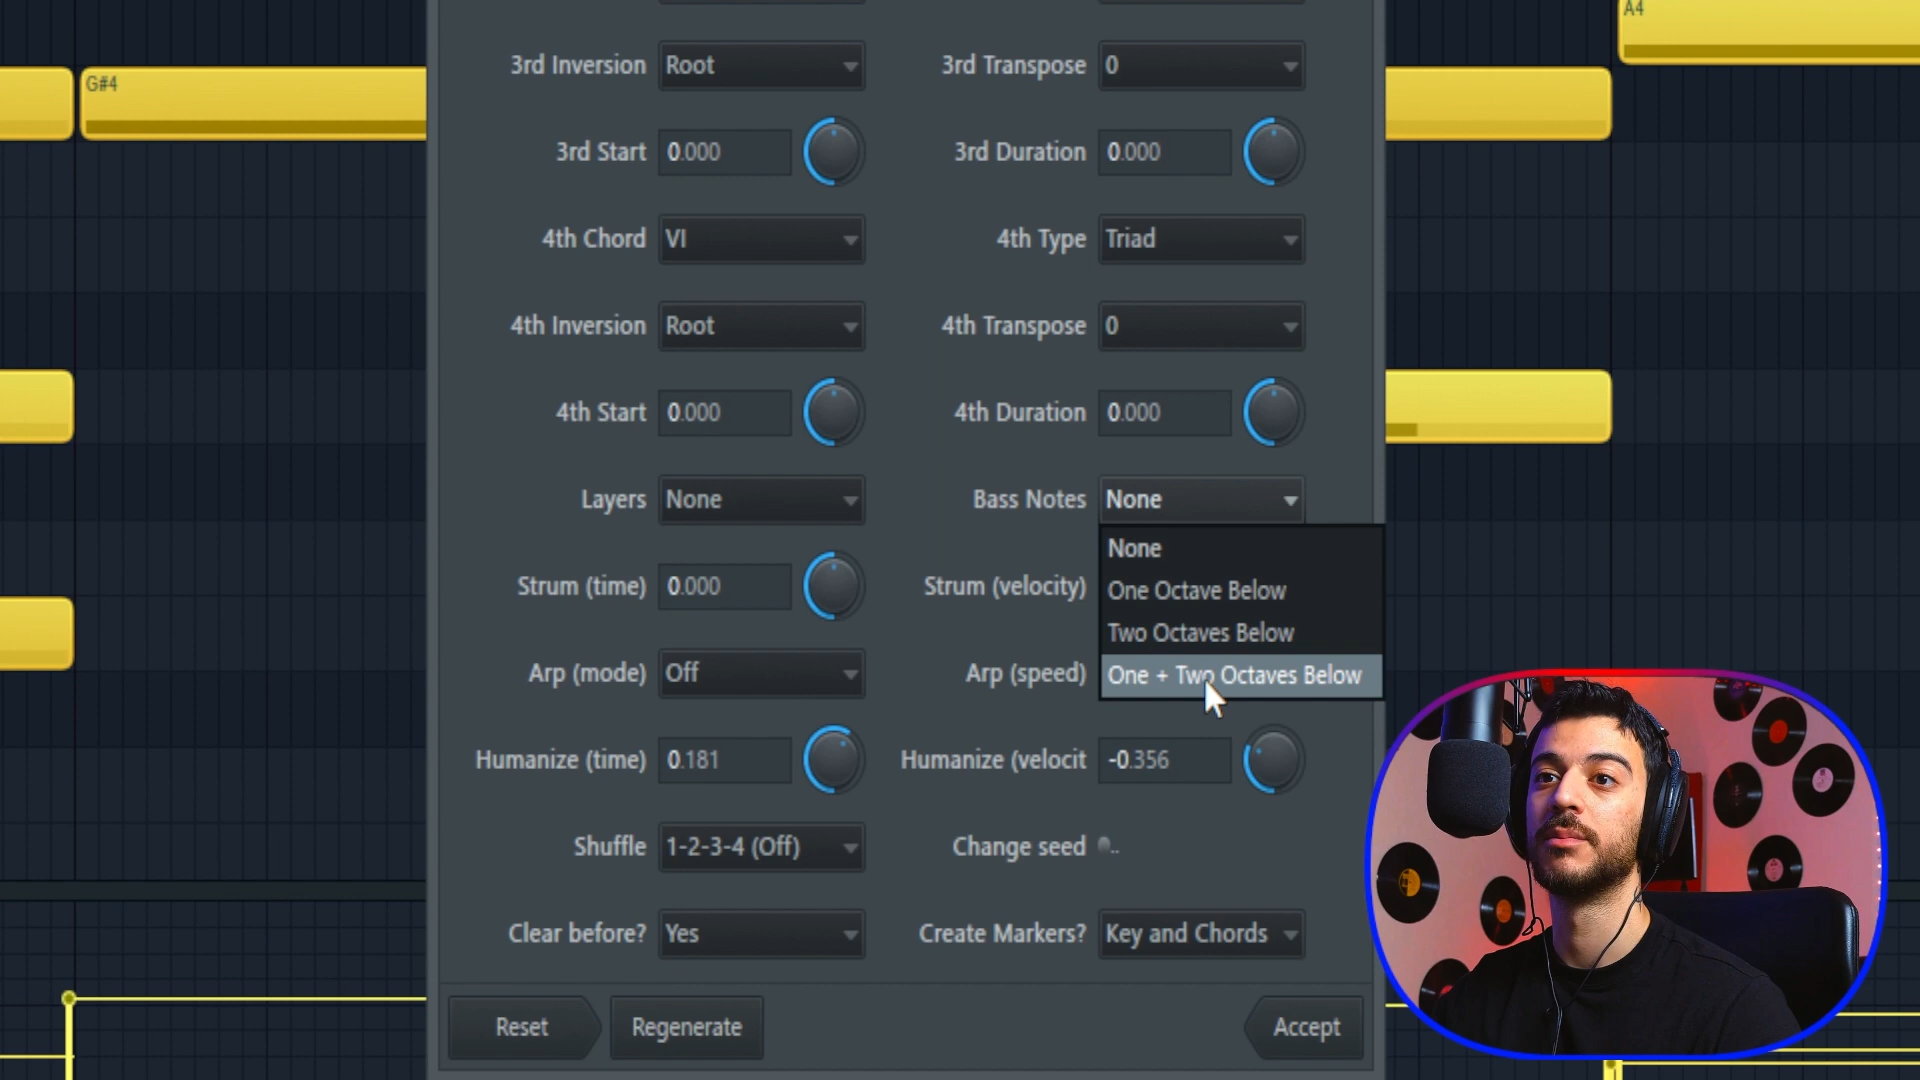 A4
G#4
3rd Inversion Root 3rd Transpose 0
3rd Start 0.000 3rd Duration 0.000
4th Chord VI 4th Type Triad
4th Inversion Root 4th Transpose 0
4th Start 0.000 4th Duration 0.000
Layers None Bass Notes None
None
One Octave Below
Two Octaves Below
One + Two Octaves Below
Strum (time) 0.000 Strum (velocity)
Arp (mode) Off Arp (speed)
Humanize (time) 0.181 Humanize (velocit -0.356
Shuffle 1-2-3-4 (Off) Change seed ..
Clear before? Yes Create Markers? Key and Chords
Reset Regenerate Accept